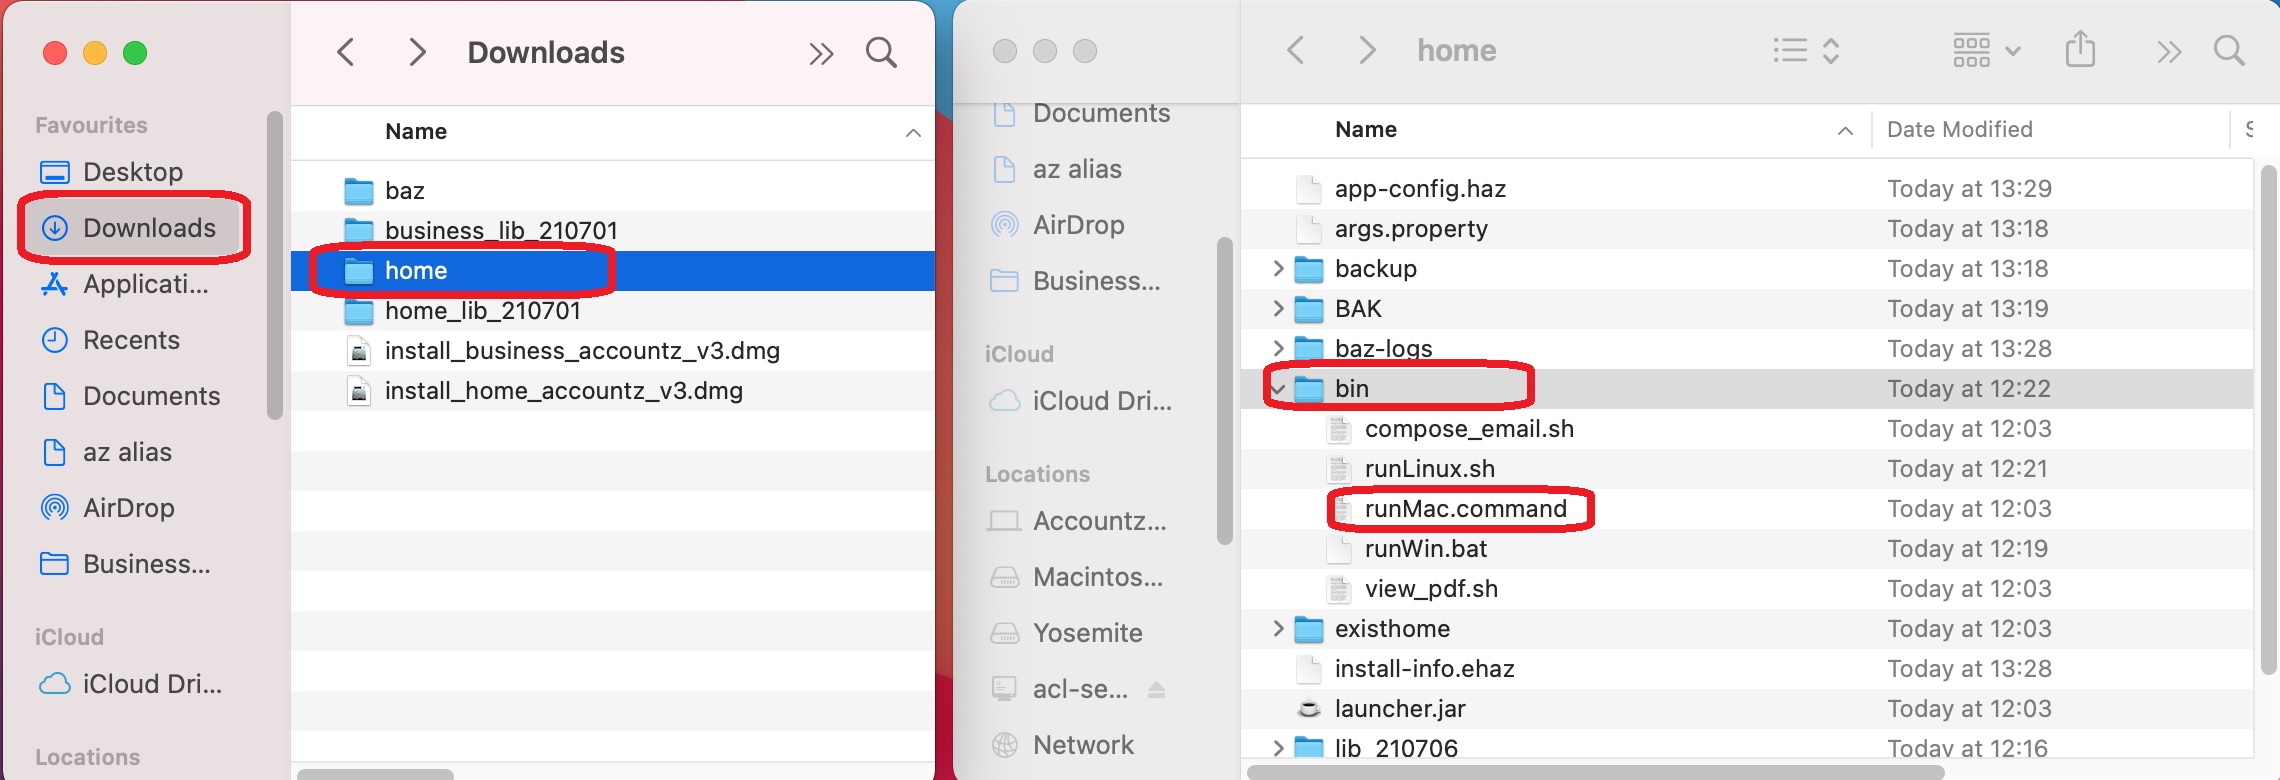 Downloads
Favourites
Desktop
Downloads
Applicati...
Recents
Documents
az alias
AirDrop
Business...
iCloud
iCloud Dri...
Locations
Name
baz
business_lib_210701
home
home_lib_210701
install_business_accountz_v3.dmg
install_home_accountz_v3.dmg
home
Documents
az alias
AirDrop
Business...
iCloud
iCloud Dri...
Locations
Accountz...
Macintos...
Yosemite
acl-se...
Network
Name Date Modified S
app-config.haz Today at 13:29
args.property Today at 13:18
backup Today at 13:18
BAK Today at 13:19
baz-logs Today at 13:28
bin Today at 12:22
compose_email.sh Today at 12:03
runLinux.sh Today at 12:21
runMac.command Today at 12:03
runWin.bat Today at 12:19
view_pdf.sh Today at 12:03
existhome Today at 12:03
install-info.ehaz Today at 13:28
launcher.jar Today at 12:03
lib_210706 Today at 12:16